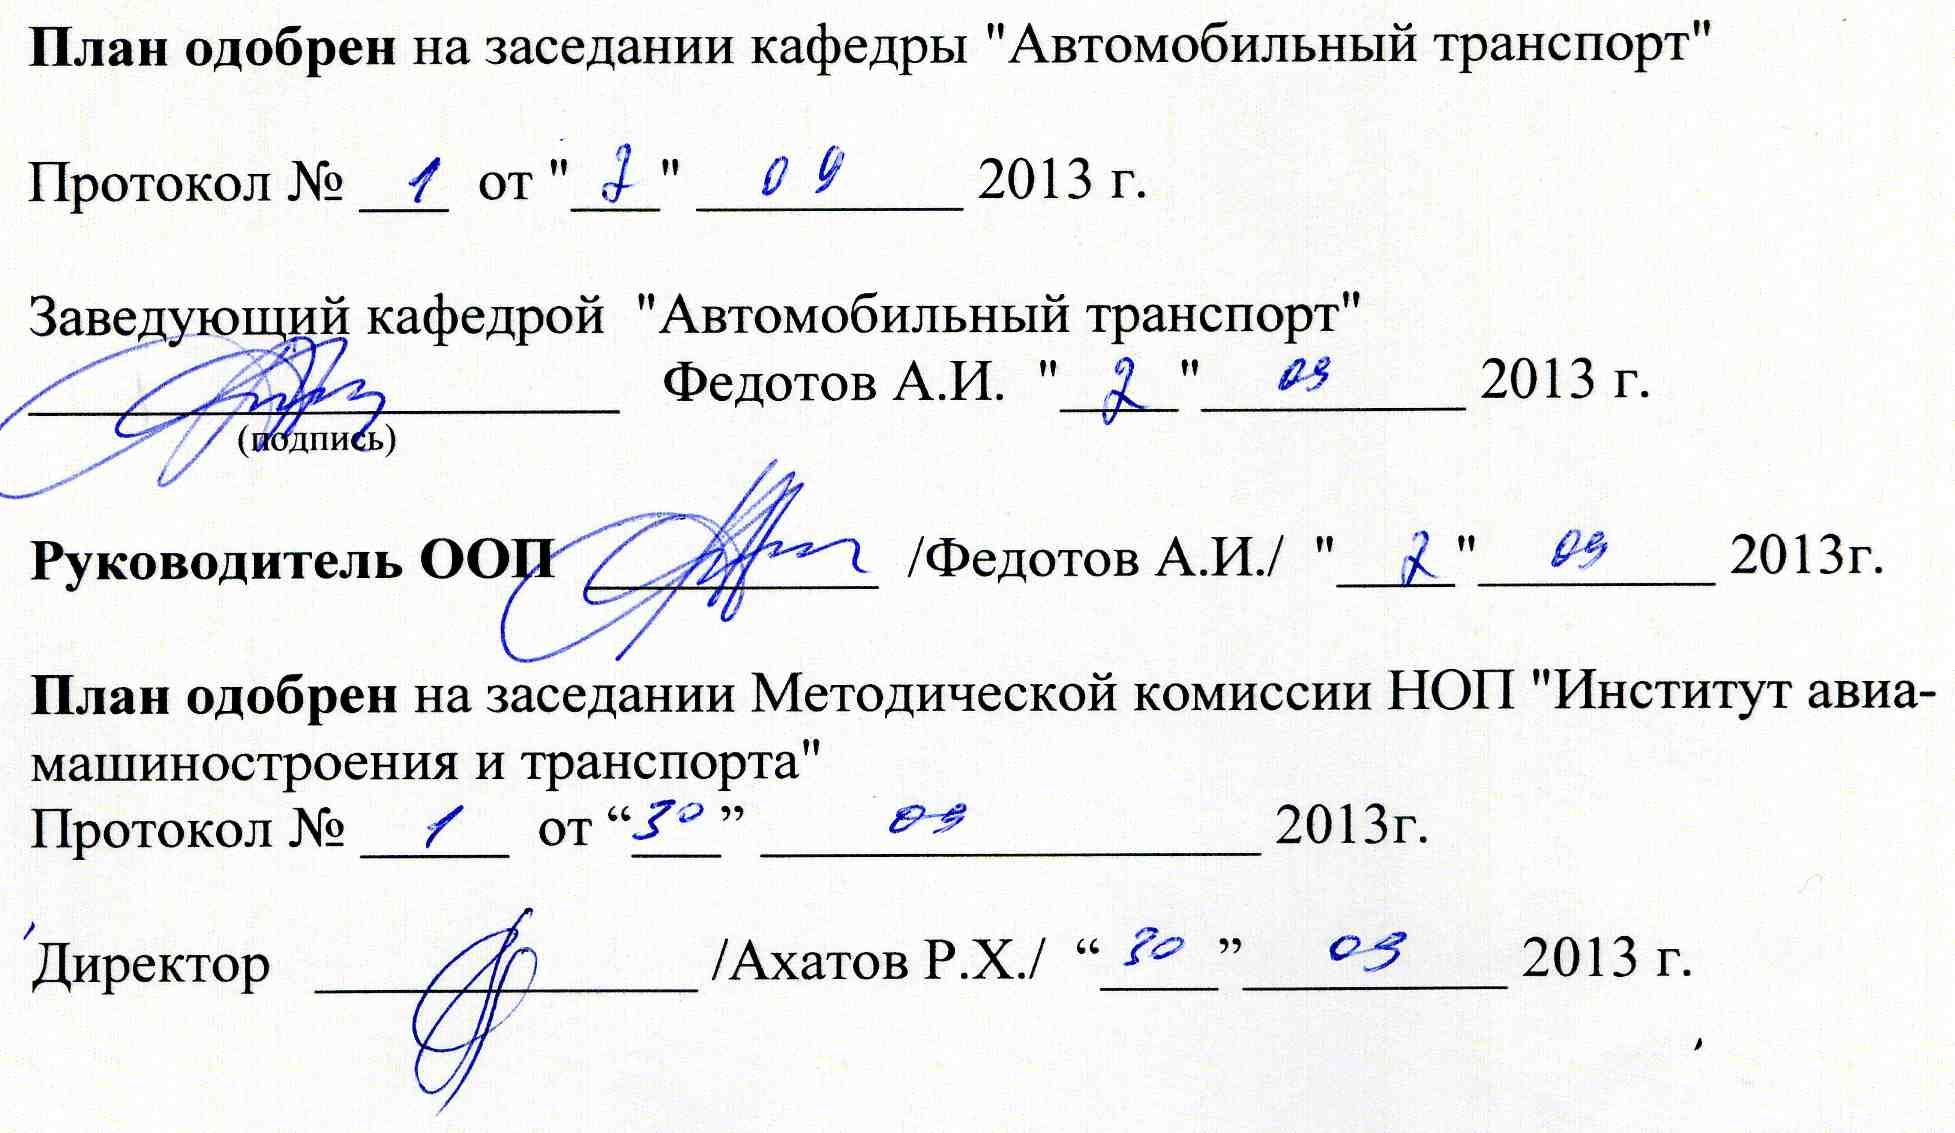 План одобрен на заседании кафедры "Автомобильный транспорт"
Протокол № 1 от "2" 09 2013 г.
Заведующий кафедрой "Автомобильный транспорт"
Федотов А.И. "2" 09 2013 г.
(подпись)
Руководитель ООП /Федотов А.И./ "2" 09 2013г.
План одобрен на заседании Методической комиссии НОП "Институт авиа-
машиностроения и транспорта"
Протокол № 1 от “30” 09 2013г.
Директор /Ахатов Р.Х./ “30” 09 2013 г.